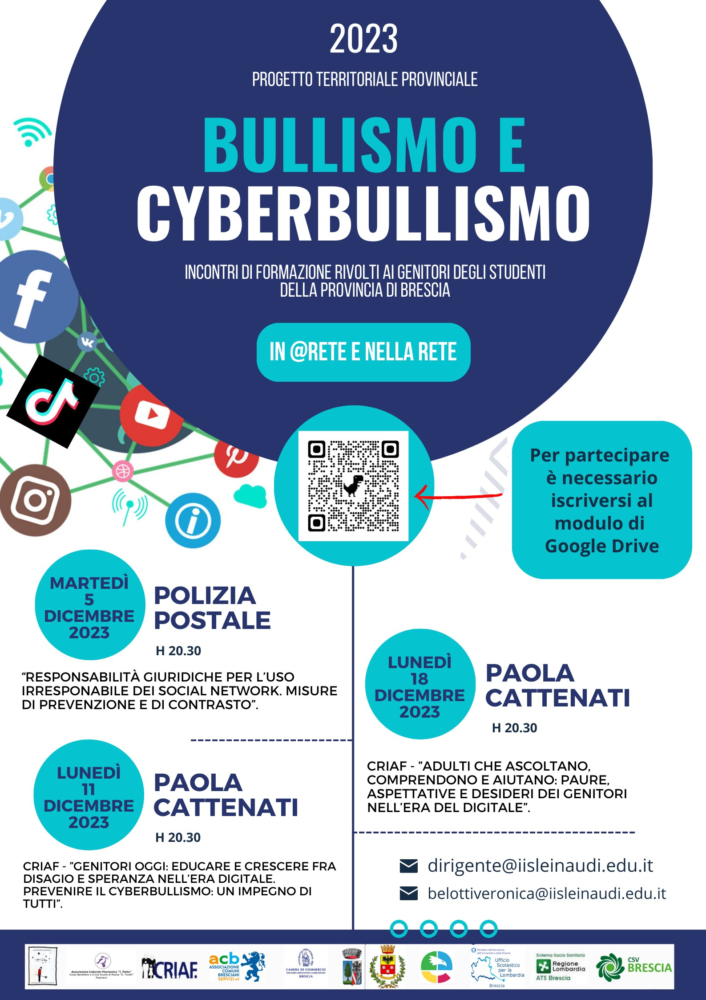 2023
PROGETTO TERRITORIALE PROVINCIALE
BULLISMO E
CYBERBULLISMO
INCONTRI DI FORMAZIONE RIVOLTI AI GENITORI DEGLI STUDENTI
DELLA PROVINCIA DI BRESCIA
IN @RETE E NELLA RETE
Per partecipare
è necessario
iscriversi al
modulo di
Google Drive
MARTEDÌ
5
DICEMBRE
2023
POLIZIA
POSTALE
H 20.30
“RESPONSABILITÀ GIURIDICHE PER L’USO
IRRESPONABILE DEI SOCIAL NETWORK. MISURE
DI PREVENZIONE E DI CONTRASTO”.
LUNEDÌ
11
DICEMBRE
2023
PAOLA
CATTENATI
H 20.30
CRIAF - ”GENITORI OGGI: EDUCARE E CRESCERE FRA
DISAGIO E SPERANZA NELL’ERA DIGITALE.
PREVENIRE IL CYBERBULLISMO: UN IMPEGNO DI
TUTTI”.
LUNEDÌ
18
DICEMBRE
2023
PAOLA
CATTENATI
H 20.30
CRIAF - ”ADULTI CHE ASCOLTANO,
COMPRENDONO E AIUTANO: PAURE,
ASPETTATIVE E DESIDERI DEI GENITORI
NELL’ERA DEL DIGITALE”.
dirigente@iisleinaudi.edu.it
belottiveronica@iisleinaudi.edu.it
Associazione Culturale Filarmonica "T. Pietta"
Corpo Bandistico e Civica Scuola di Musica "G. Tonelli"
Passirano
CRIAF.
acb
ASSOCIAZIONE
COMUNI
BRESCIANI
SERVIZI srl
CAMERA DI COMMERCIO
INDUSTRIA ARTIGIANATO E AGRICOLTURA
BRESCIA
Ministero dell'Istruzione,
dell'Università e della Ricerca
Ufficio
Scolastico
per la
Lombardia
Brescia
Sistema Socio Sanitario
Regione
Lombardia
ATS Brescia
CSV
BRESCIA